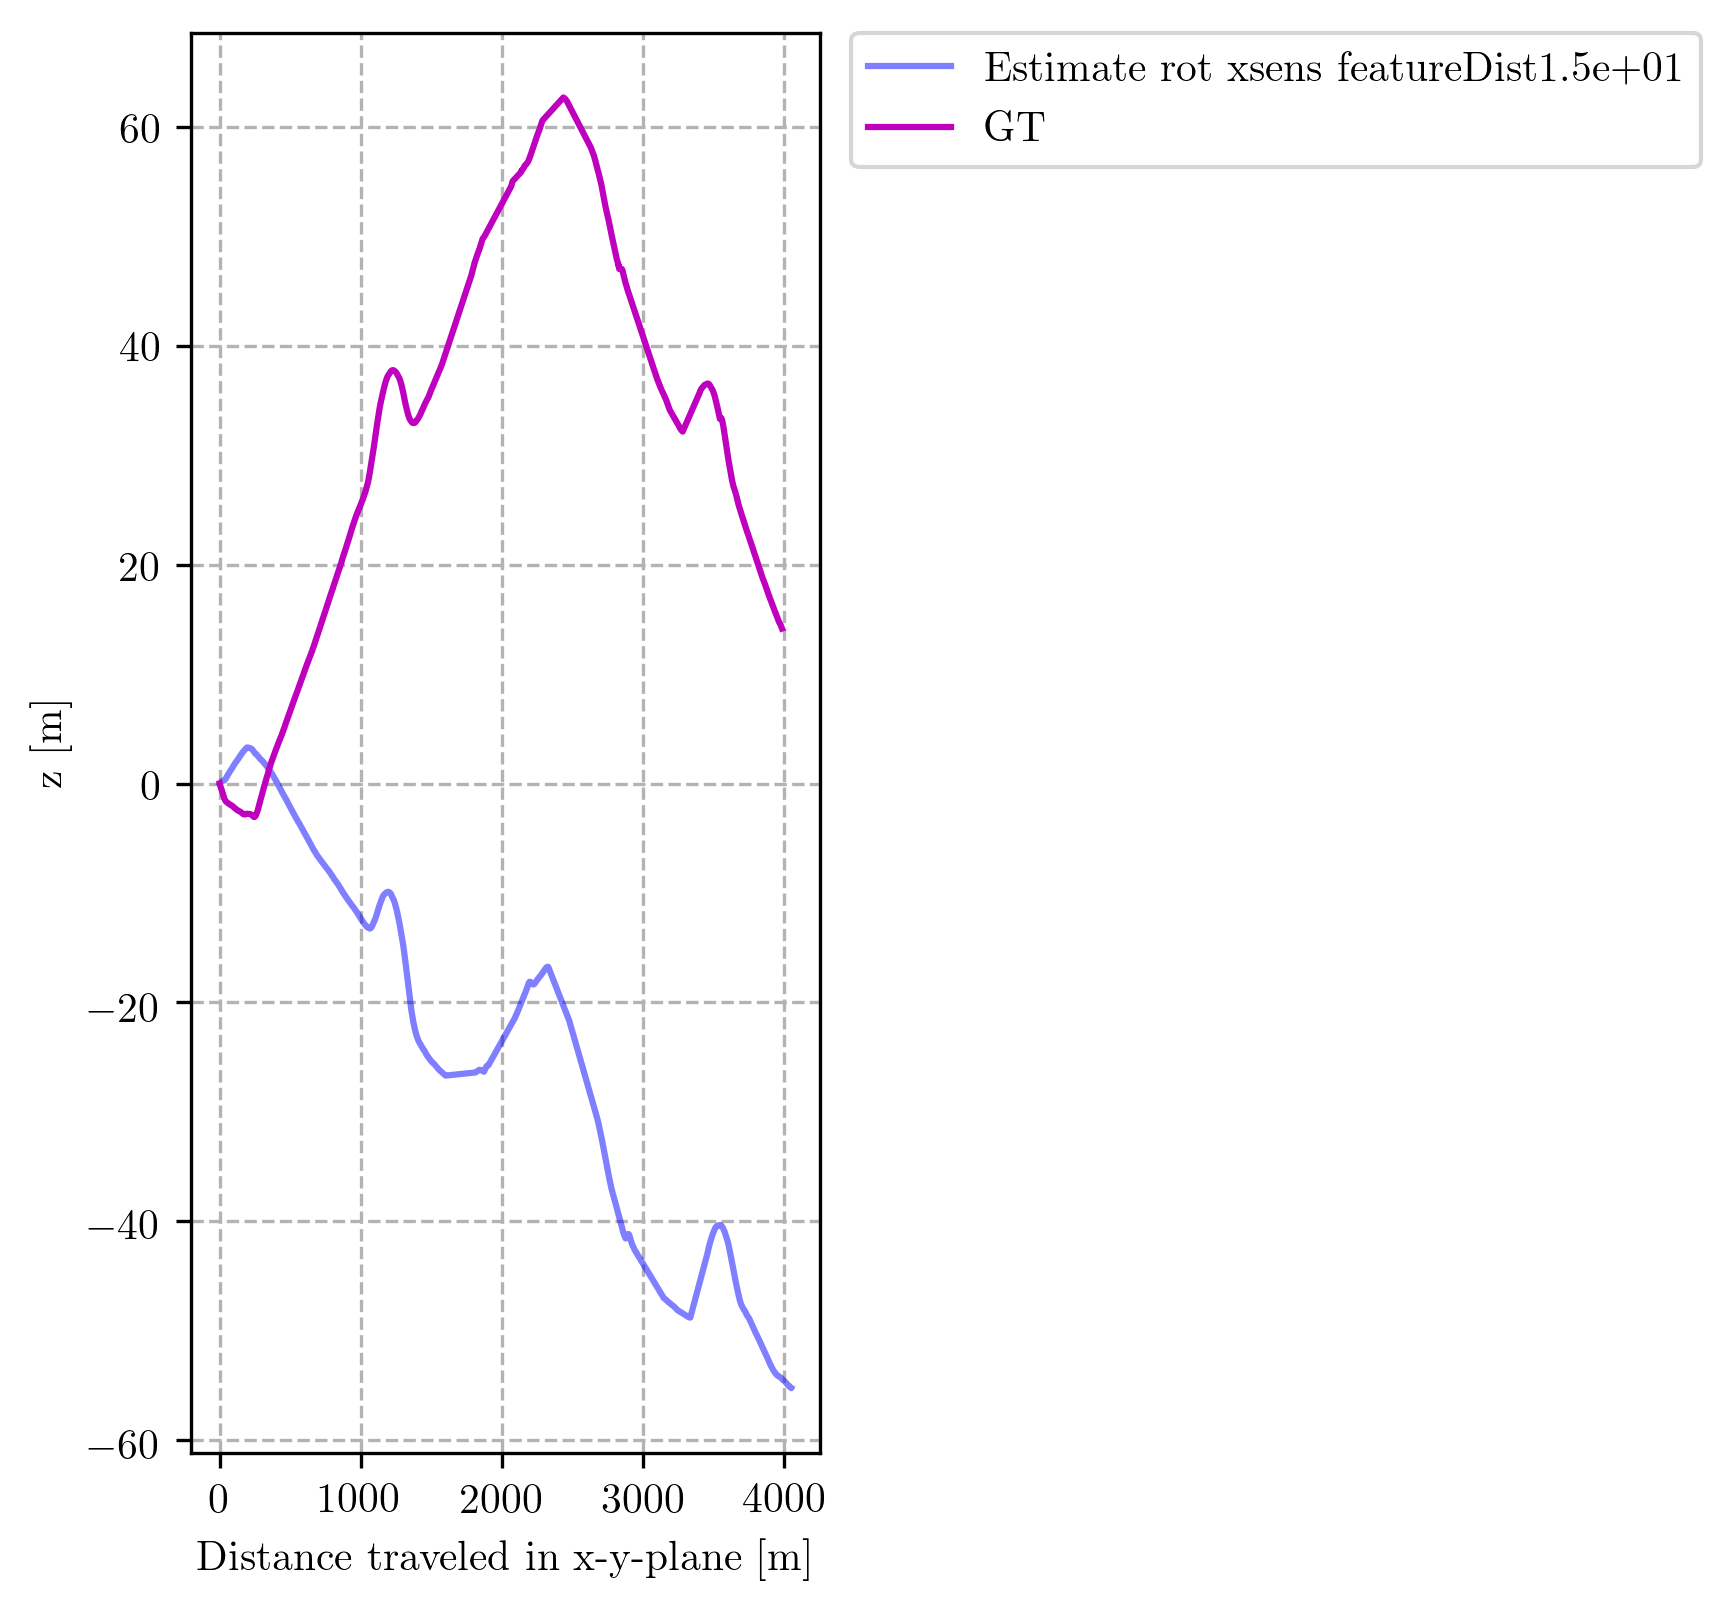 Estimate rot xsens featureDist1.5e+01
GT
60
40
20
0
−20
−40
−60
z [m]
0 1000 2000 3000 4000
Distance traveled in x-y-plane [m]